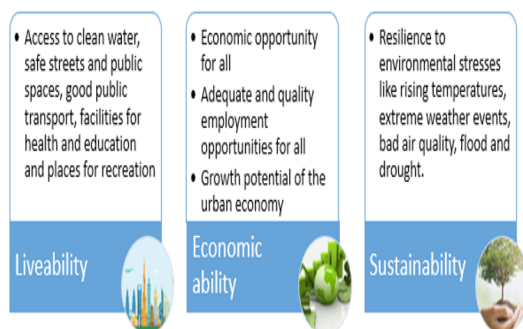 • Access to clean water,
safe streets and public
spaces, good public
transport, facilities for
health and education
and places for recreation
Liveability
• Economic opportunity
for all
• Adequate and quality
employment
opportunities for all
• Growth potential of the
urban economy
Economic
ability
• Resilience to
environmental stresses
like rising temperatures,
extreme weather events,
bad air quality, flood and
drought.
Sustainability